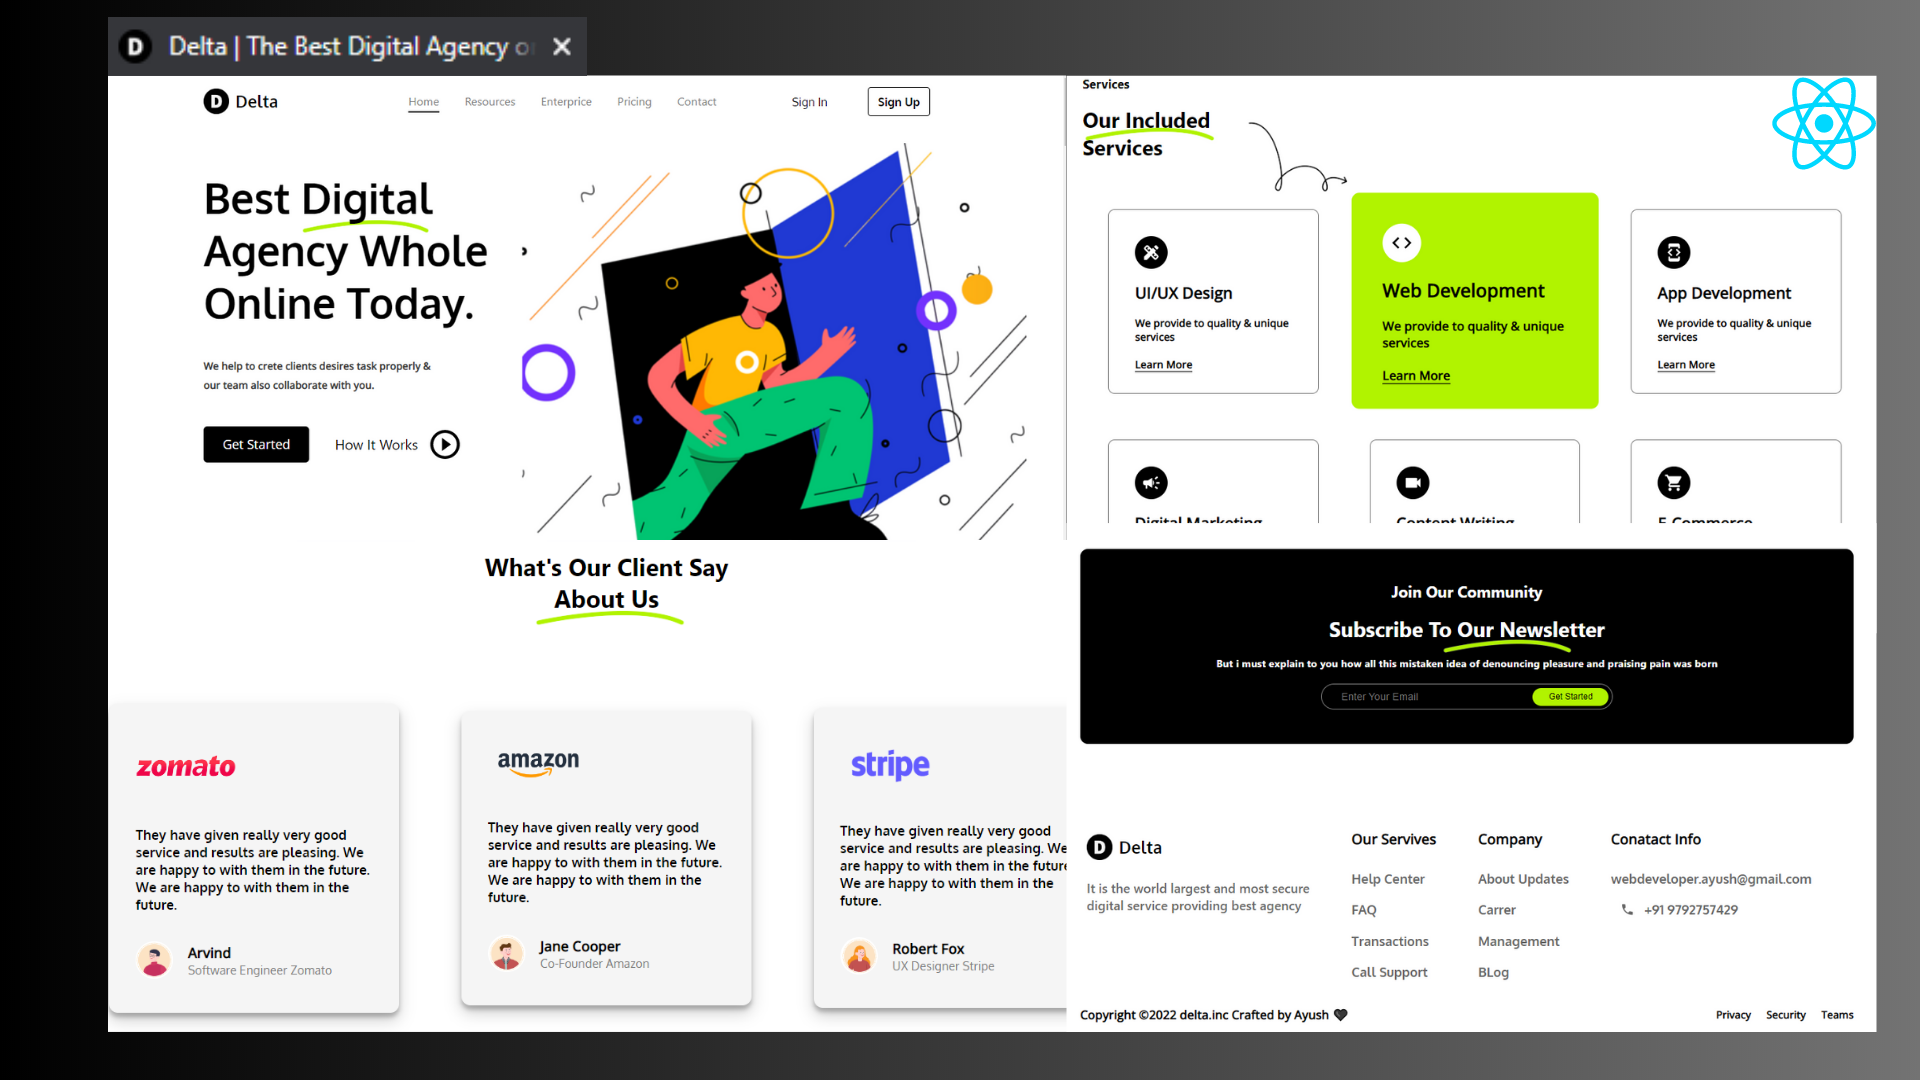 D Delta | The Best Digital Agency o
D Delta
Home Resources Enterprice Pricing Contact Sign In Sign Up
Best Digital
Agency Whole
Online Today.
We help to crete clients desires task properly &
our team also collaborate with you.
Get Started How It Works
Services
Our Included
Services
UI/UX Design
We provide to quality & unique
services
Learn More
Web Development
We provide to quality & unique
services
Learn More
App Development
We provide to quality & unique
services
Learn More
Digital Marketing
Content Writing
E-Commerce
What's Our Client Say
About Us
zomato
They have given really very good
service and results are pleasing. We
are happy to with them in the future.
We are happy to with them in the
future.
Arvind
Software Engineer Zomato
amazon
They have given really very good
service and results are pleasing. We
are happy to with them in the future.
We are happy to with them in the
future.
Jane Cooper
Co-Founder Amazon
stripe
They have given really very good
service and results are pleasing. We
are happy to with them in the future
We are happy to with them in the
future.
Robert Fox
UX Designer Stripe
Join Our Community
Subscribe To Our Newsletter
But i must explain to you how all this mistaken idea of denouncing pleasure and praising pain was born
Enter Your Email Get Started
D Delta
It is the world largest and most secure
digital service providing best agency
Our Servives
Help Center
FAQ
Transactions
Call Support
Company
About Updates
Carrer
Management
BLog
Conatact Info
webdeveloper.ayush@gmail.com
+91 9792757429
Copyright ©2022 delta.inc Crafted by Ayush 🖤
Privacy Security Teams